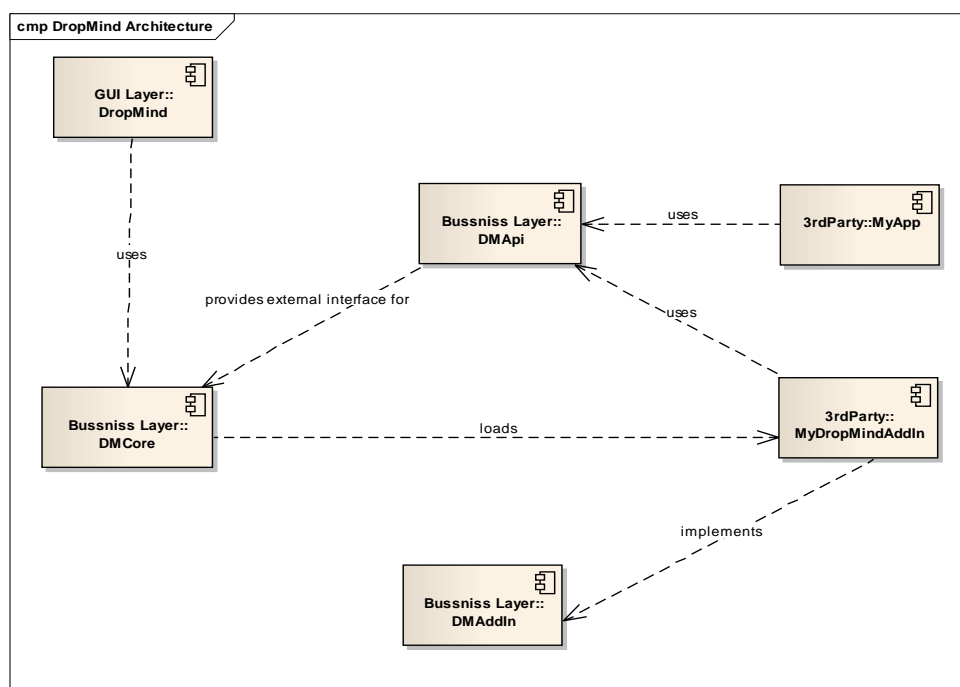 cmp DropMind Architecture
GUI Layer::
DropMind
uses
Bussniss Layer::
DMApi
uses
3rdParty::MyApp
provides external interface for
uses
Bussniss Layer::
DMCore
loads
3rdParty::
MyDropMindAddIn
implements
Bussniss Layer::
DMAddIn